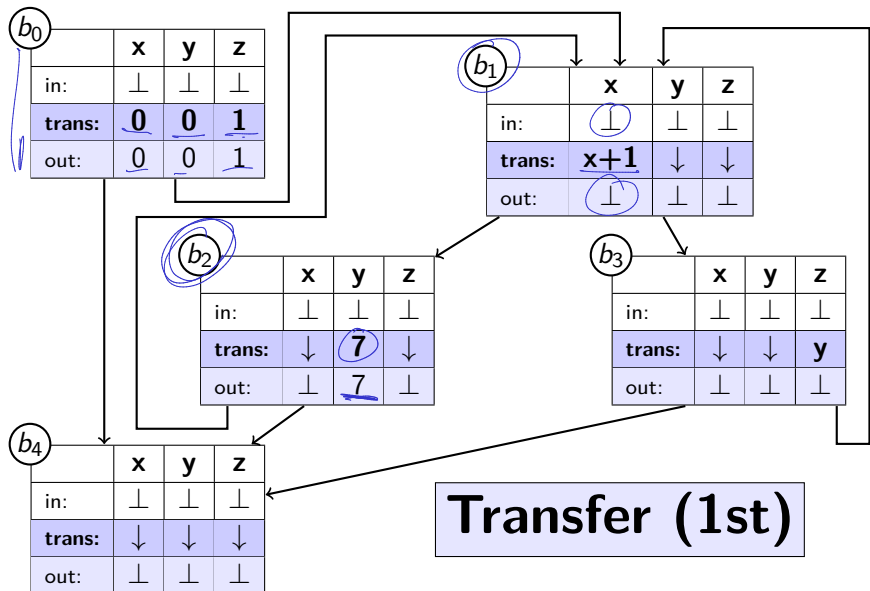 b0
x y z
in: ⊥ ⊥ ⊥
trans: 0 0 1
out: 0 0 1
b1
x y z
in: ⊥ ⊥ ⊥
trans: x+1 ↓ ↓
out: ⊥ ⊥ ⊥
b2
x y z
in: ⊥ ⊥ ⊥
trans: ↓ 7 ↓
out: ⊥ 7 ⊥
b3
x y z
in: ⊥ ⊥ ⊥
trans: ↓ ↓ y
out: ⊥ ⊥ ⊥
b4
x y z
in: ⊥ ⊥ ⊥
trans: ↓ ↓ ↓
out: ⊥ ⊥ ⊥
Transfer (1st)